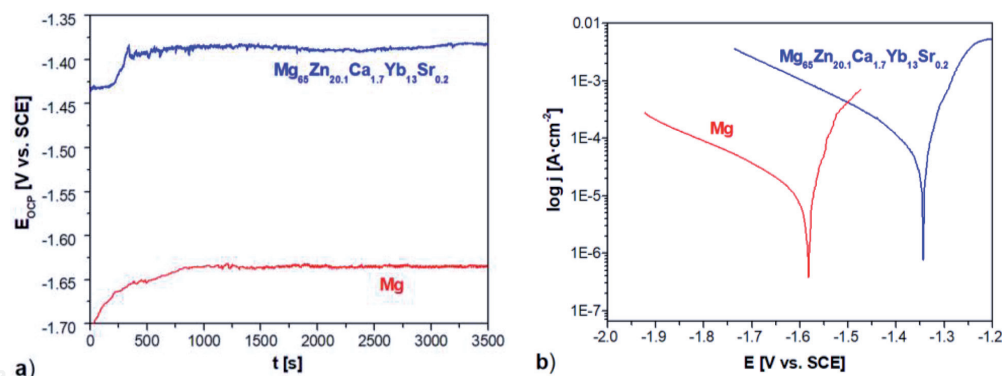 -1.35
-1.40
-1.45
-1.50
-1.55
-1.60
-1.65
-1.70
E_OCP [V vs. SCE]
Mg₆₅Zn₂₀.₁Ca₁.₇Yb₁₃Sr₀.₂
Mg
0 500 1000 1500 2000 2500 3000 3500
t [s]
a)
0.01
1E-3
1E-4
1E-5
1E-6
1E-7
log j [A·cm⁻²]
Mg₆₅Zn₂₀.₁Ca₁.₇Yb₁₃Sr₀.₂
Mg
-2.0 -1.9 -1.8 -1.7 -1.6 -1.5 -1.4 -1.3 -1.2
E [V vs. SCE]
b)